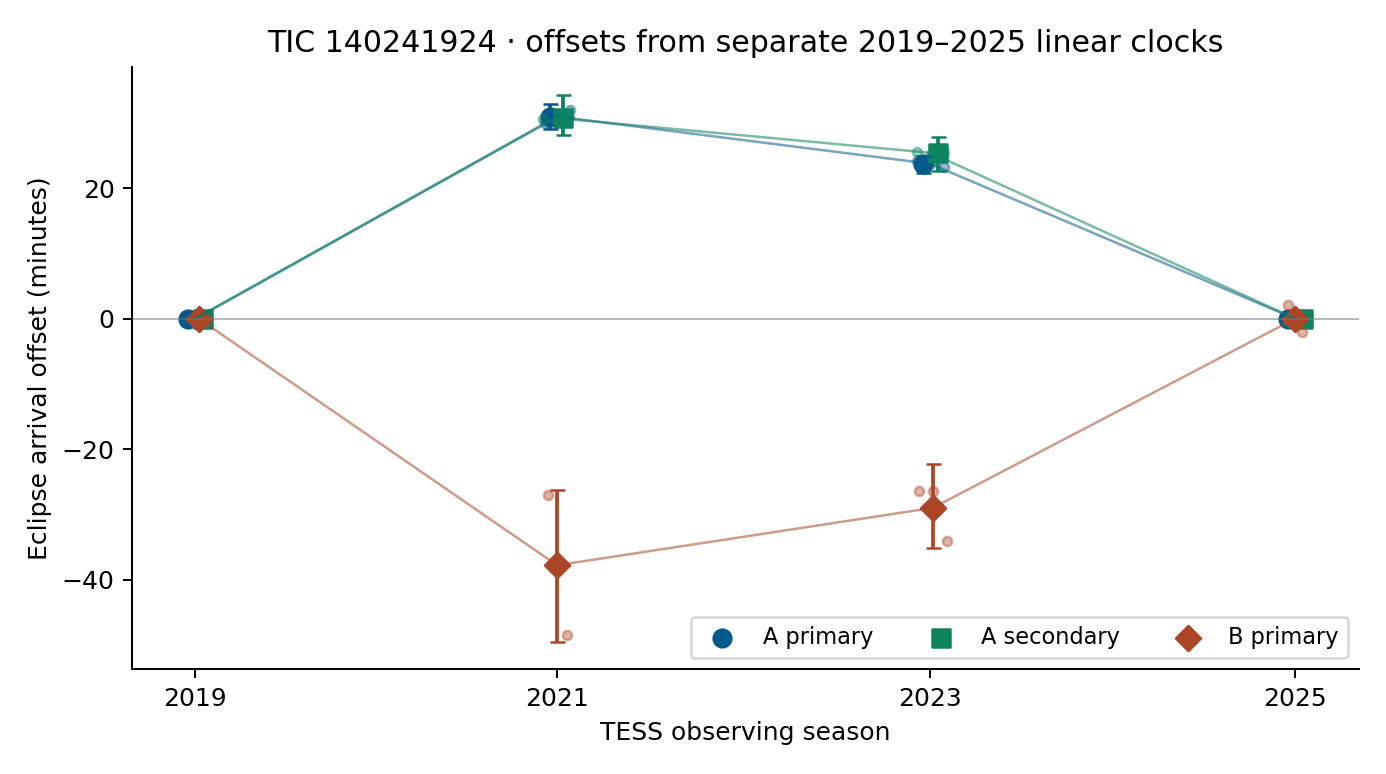 TIC 140241924 · offsets from separate 2019–2025 linear clocks
Eclipse arrival offset (minutes)
20
0
−20
−40
A primary
A secondary
B primary
2019
2021
2023
2025
TESS observing season